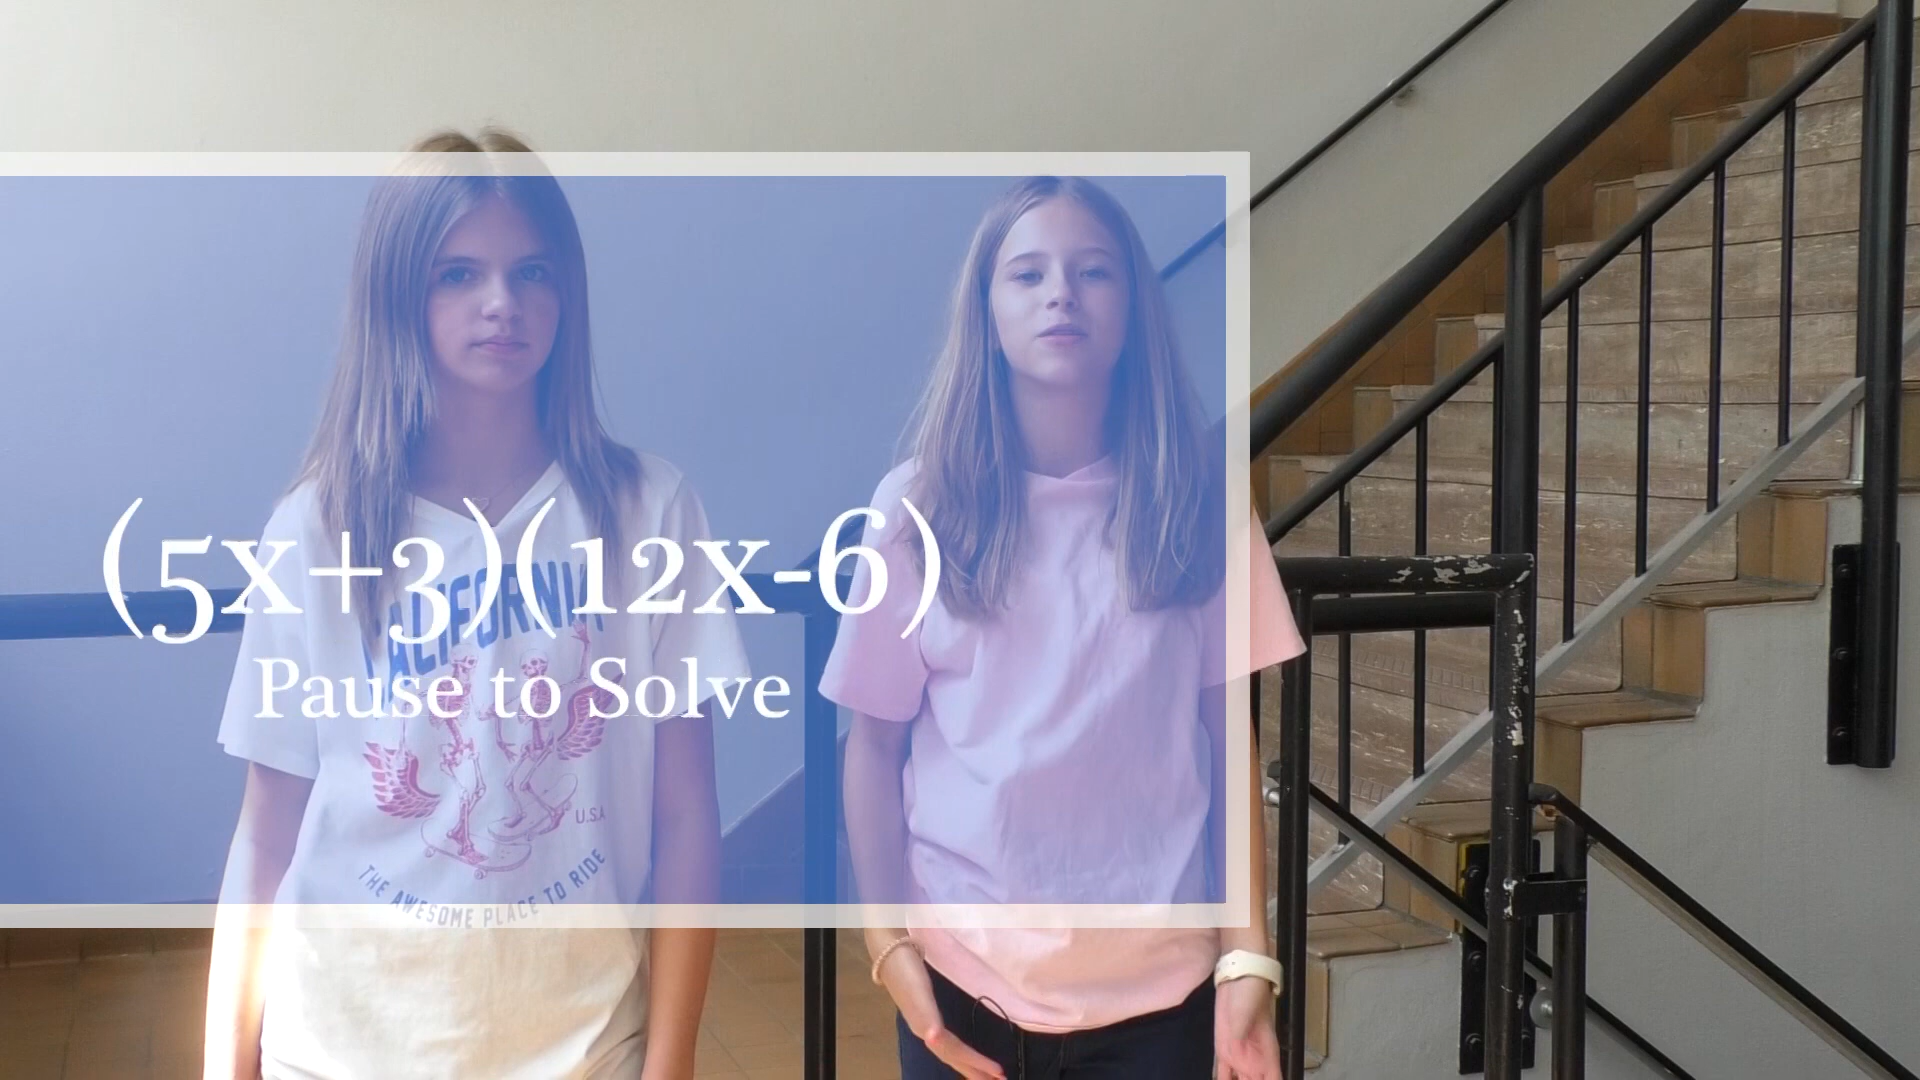 (5x+3)(12x-6)
Pause to Solve
CALIFORNIA
U.S.A
THE AWESOME PLACE TO RIDE